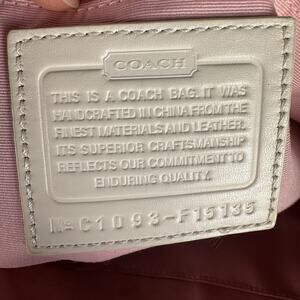 COACH
THIS IS A COACH BAG. IT WAS
HANDCRAFTED IN CHINA FROM THE
FINEST MATERIALS AND LEATHER.
ITS SUPERIOR CRAFTSMANSHIP
REFLECTS OUR COMMITMENT TO
ENDURING QUALITY.
No C1093-F15135